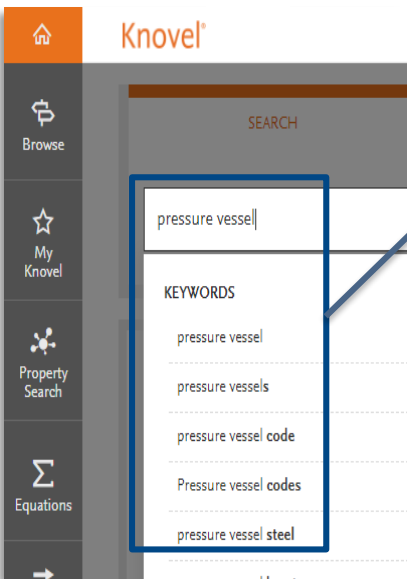 Knovel®
Browse
SEARCH
My
Knovel
pressure vessel
KEYWORDS
pressure vessel
Property
Search
pressure vessels
pressure vessel code
Equations
Pressure vessel codes
pressure vessel steel